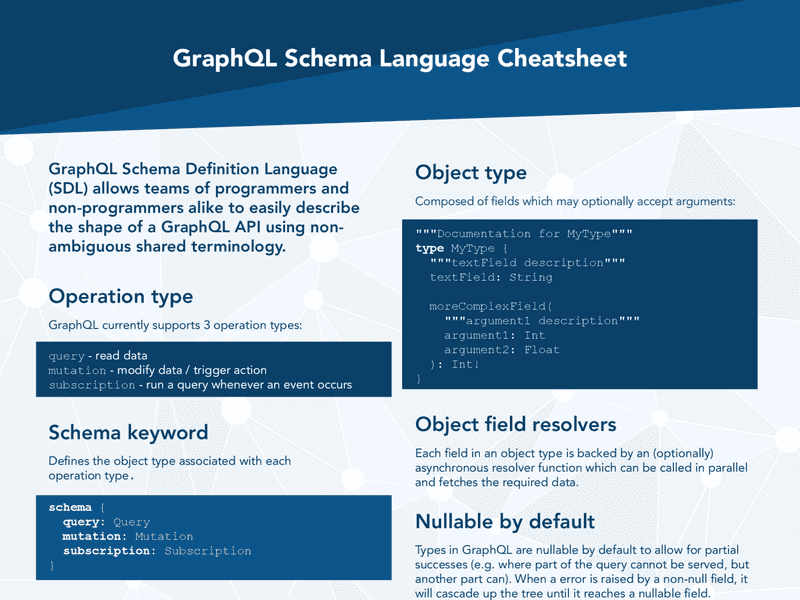 GraphQL Schema Language Cheatsheet
GraphQL Schema Definition Language
(SDL) allows teams of programmers and
non-programmers alike to easily describe
the shape of a GraphQL API using non-
ambiguous shared terminology.
Operation type
GraphQL currently supports 3 operation types:
query - read data
mutation - modify data / trigger action
subscription - run a query whenever an event occurs
Schema keyword
Defines the object type associated with each
operation type.
schema {
  query: Query
  mutation: Mutation
  subscription: Subscription
}
Object type
Composed of fields which may optionally accept arguments:
"""Documentation for MyType"""
type MyType {
  """textField description"""
  textField: String
  moreComplexField(
    """argument1 description"""
    argument1: Int
    argument2: Float
  ): Int!
}
Object field resolvers
Each field in an object type is backed by an (optionally)
asynchronous resolver function which can be called in parallel
and fetches the required data.
Nullable by default
Types in GraphQL are nullable by default to allow for partial
successes (e.g. where part of the query cannot be served, but
another part can). When a error is raised by a non-null field, it
will cascade up the tree until it reaches a nullable field.